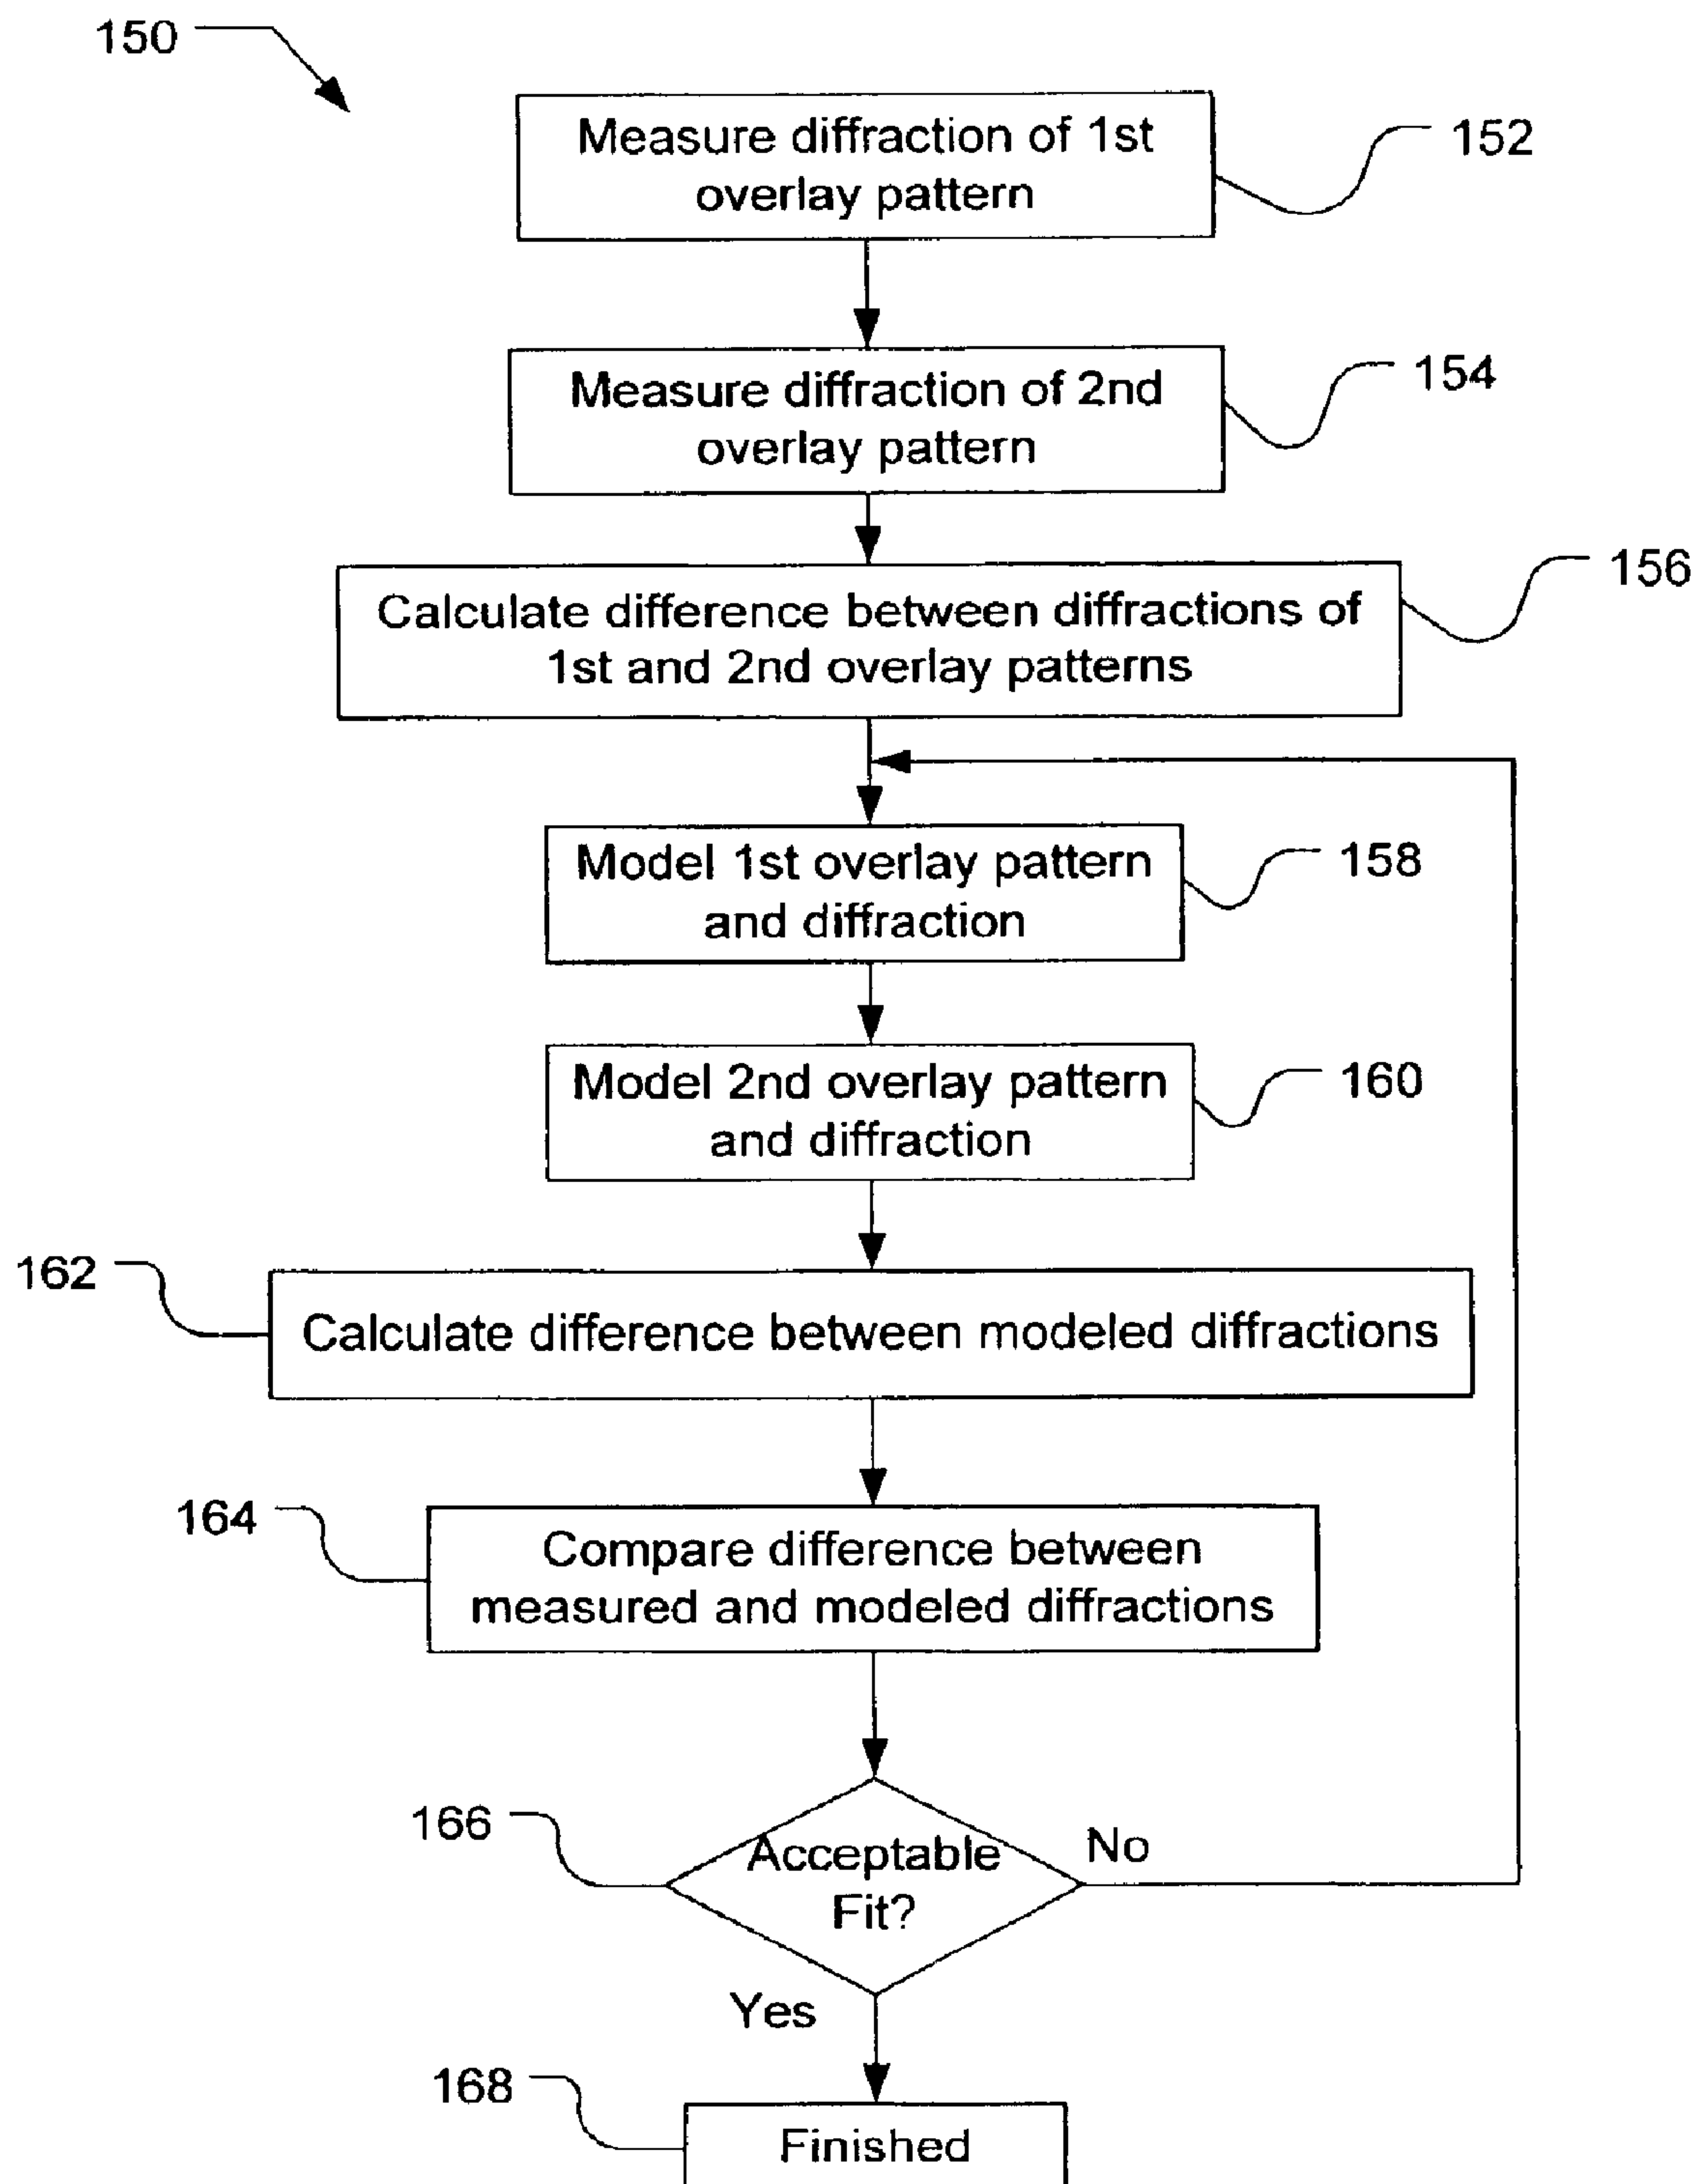 150
Measure diffraction of 1st
overlay pattern
152
Measure diffraction of 2nd
overlay pattern
154
Calculate difference between diffractions of
1st and 2nd overlay patterns
156
Model 1st overlay pattern
and diffraction
158
Model 2nd overlay pattern
and diffraction
160
162
Calculate difference between modeled diffractions
164
Compare difference between
measured and modeled diffractions
166
Acceptable
Fit?
No
Yes
168
Finished